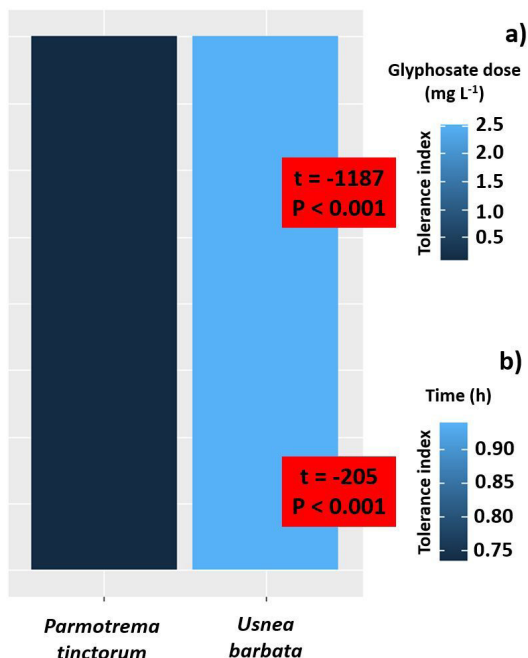 a)
Glyphosate dose
(mg L⁻¹)
Tolerance index
2.5
2.0
1.5
1.0
0.5
t = -1187
P < 0.001
b)
Time (h)
Tolerance index
0.90
0.85
0.80
0.75
t = -205
P < 0.001
Parmotrema
tinctorum
Usnea
barbata